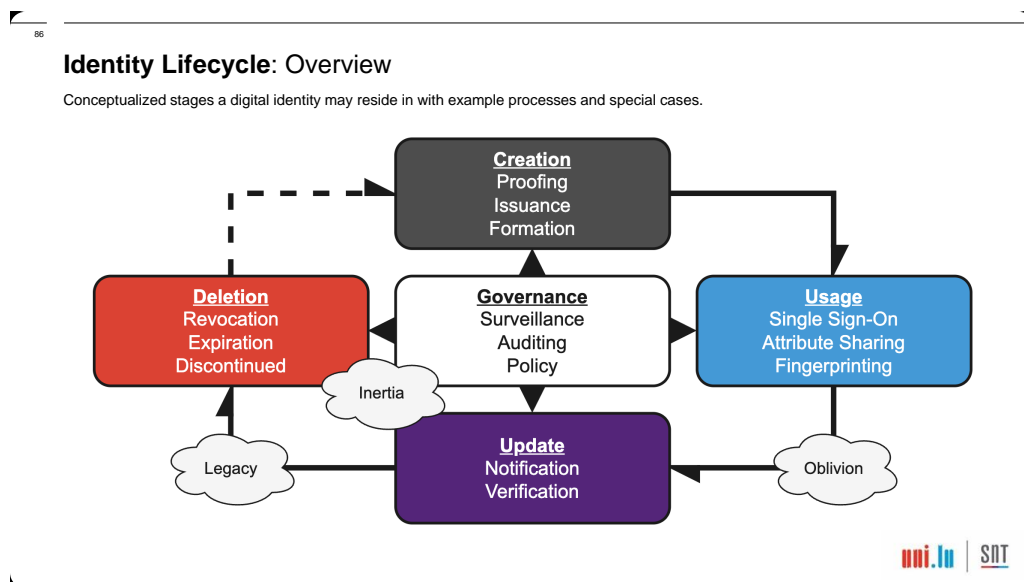 86
Identity Lifecycle: Overview
Conceptualized stages a digital identity may reside in with example processes and special cases.
Creation
Proofing
Issuance
Formation
Deletion
Revocation
Expiration
Discontinued
Governance
Surveillance
Auditing
Policy
Usage
Single Sign-On
Attribute Sharing
Fingerprinting
Inertia
Update
Notification
Verification
Legacy
Oblivion
uni.lu
SNT